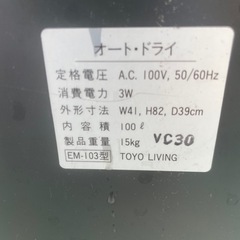 オート・ドライ
定格電圧 A.C. 100V, 50/60Hz
消費電力 3W
外形寸法 W41, H82, D39cm
内容積 100ℓ
製品重量 15kg VC30
EM-103型 TOYO LIVING